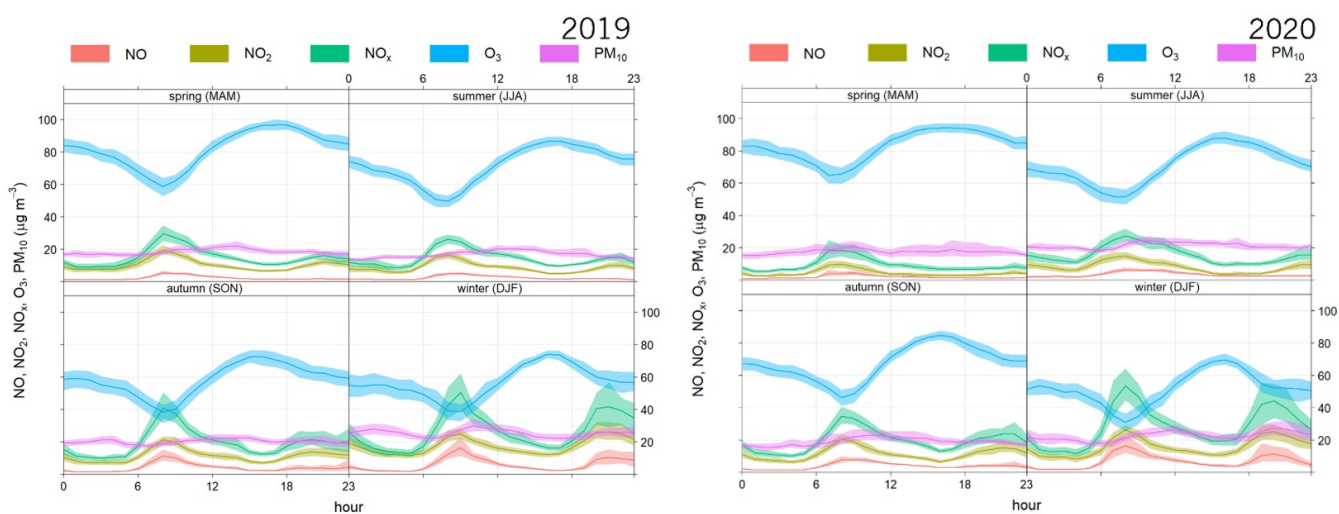 2019
NO NO₂ NOₓ O₃ PM₁₀
0 6 12 18 23
spring (MAM) summer (JJA)
100
80
60
40
20
autumn (SON) winter (DJF)
100
80
60
40
20
0 6 12 18 23
hour
NO, NO₂, NOₓ, O₃, PM₁₀ (µg m⁻³)
2020
NO NO₂ NOₓ O₃ PM₁₀
0 6 12 18 23
spring (MAM) summer (JJA)
100
80
60
40
20
autumn (SON) winter (DJF)
100
80
60
40
20
0 6 12 18 23
hour
NO, NO₂, NOₓ, O₃, PM₁₀ (µg m⁻³)